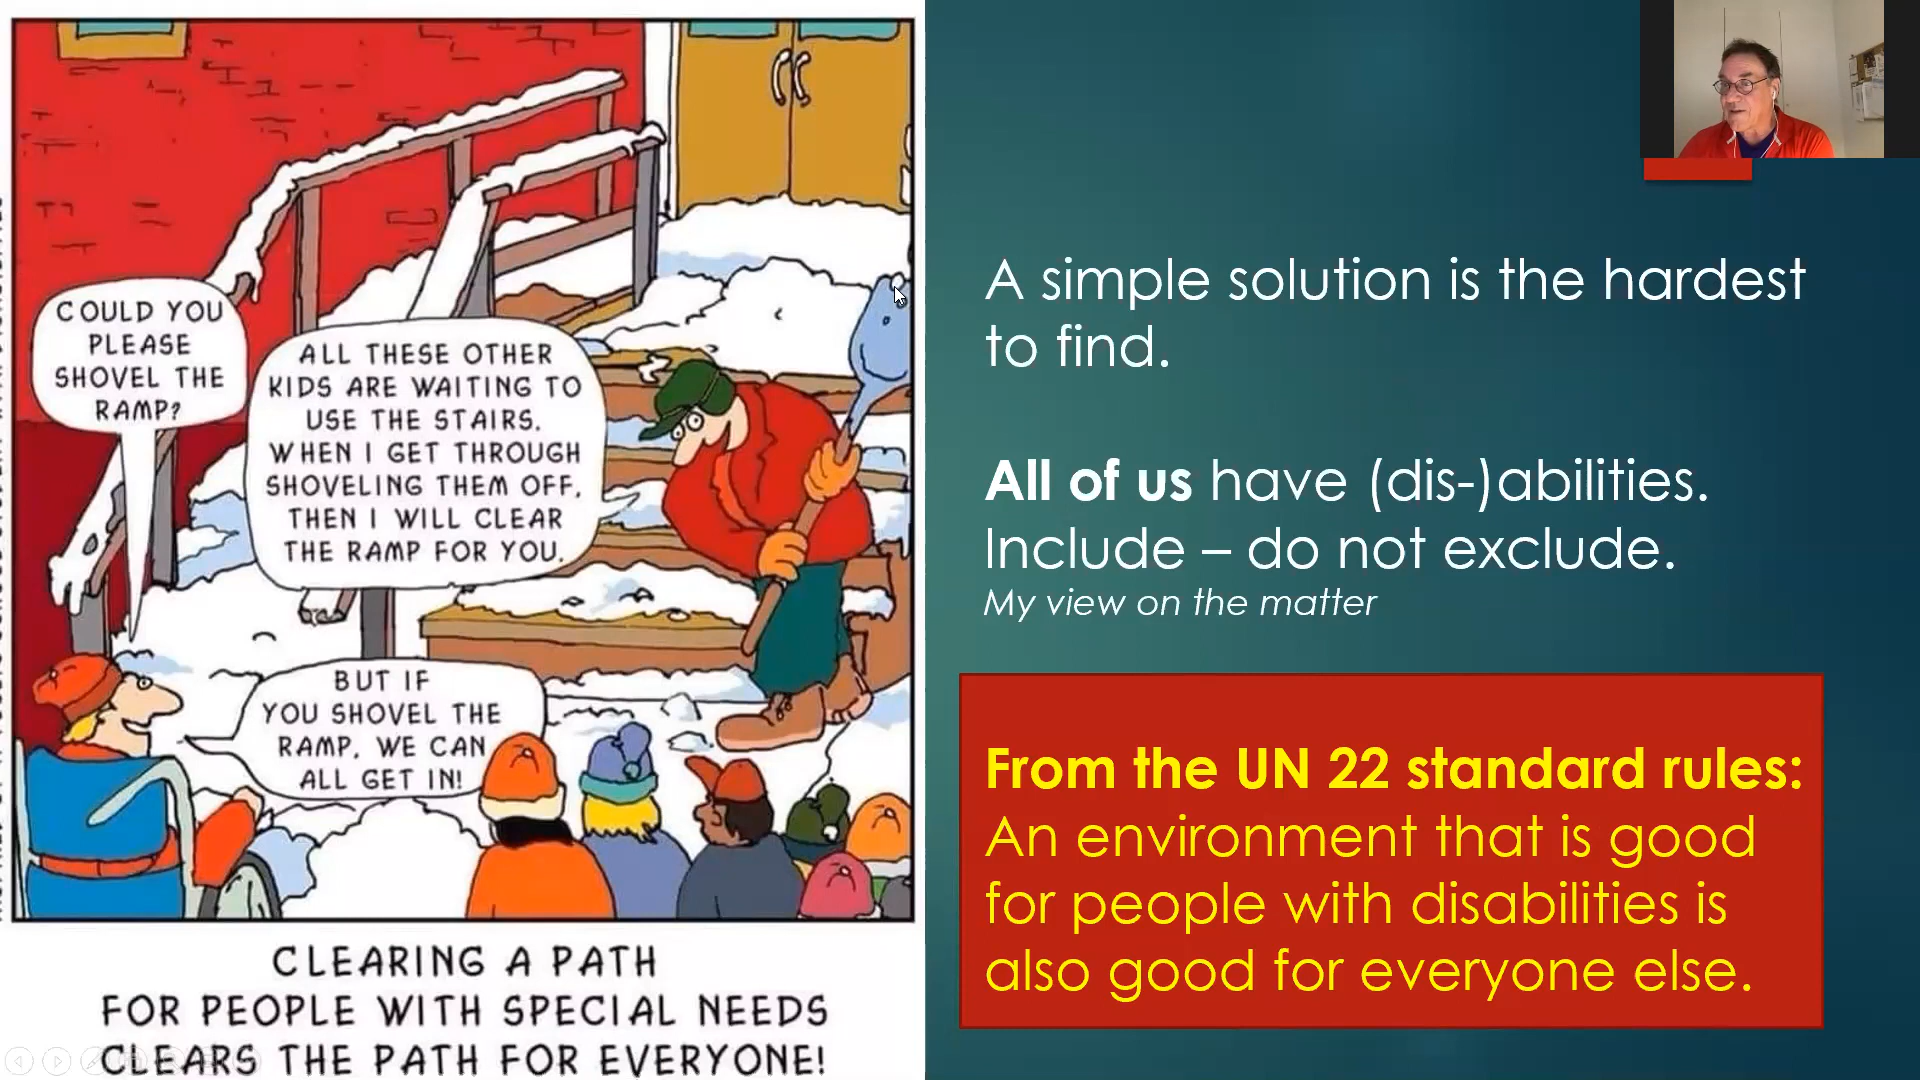 COULD YOU
PLEASE
SHOVEL THE
RAMP?
ALL THESE OTHER
KIDS ARE WAITING TO
USE THE STAIRS.
WHEN I GET THROUGH
SHOVELING THEM OFF,
THEN I WILL CLEAR
THE RAMP FOR YOU.
BUT IF
YOU SHOVEL THE
RAMP, WE CAN
ALL GET IN!
CLEARING A PATH
FOR PEOPLE WITH SPECIAL NEEDS
CLEARS THE PATH FOR EVERYONE!
A simple solution is the hardest
to find.
All of us have (dis-)abilities.
Include – do not exclude.
My view on the matter
From the UN 22 standard rules:
An environment that is good
for people with disabilities is
also good for everyone else.